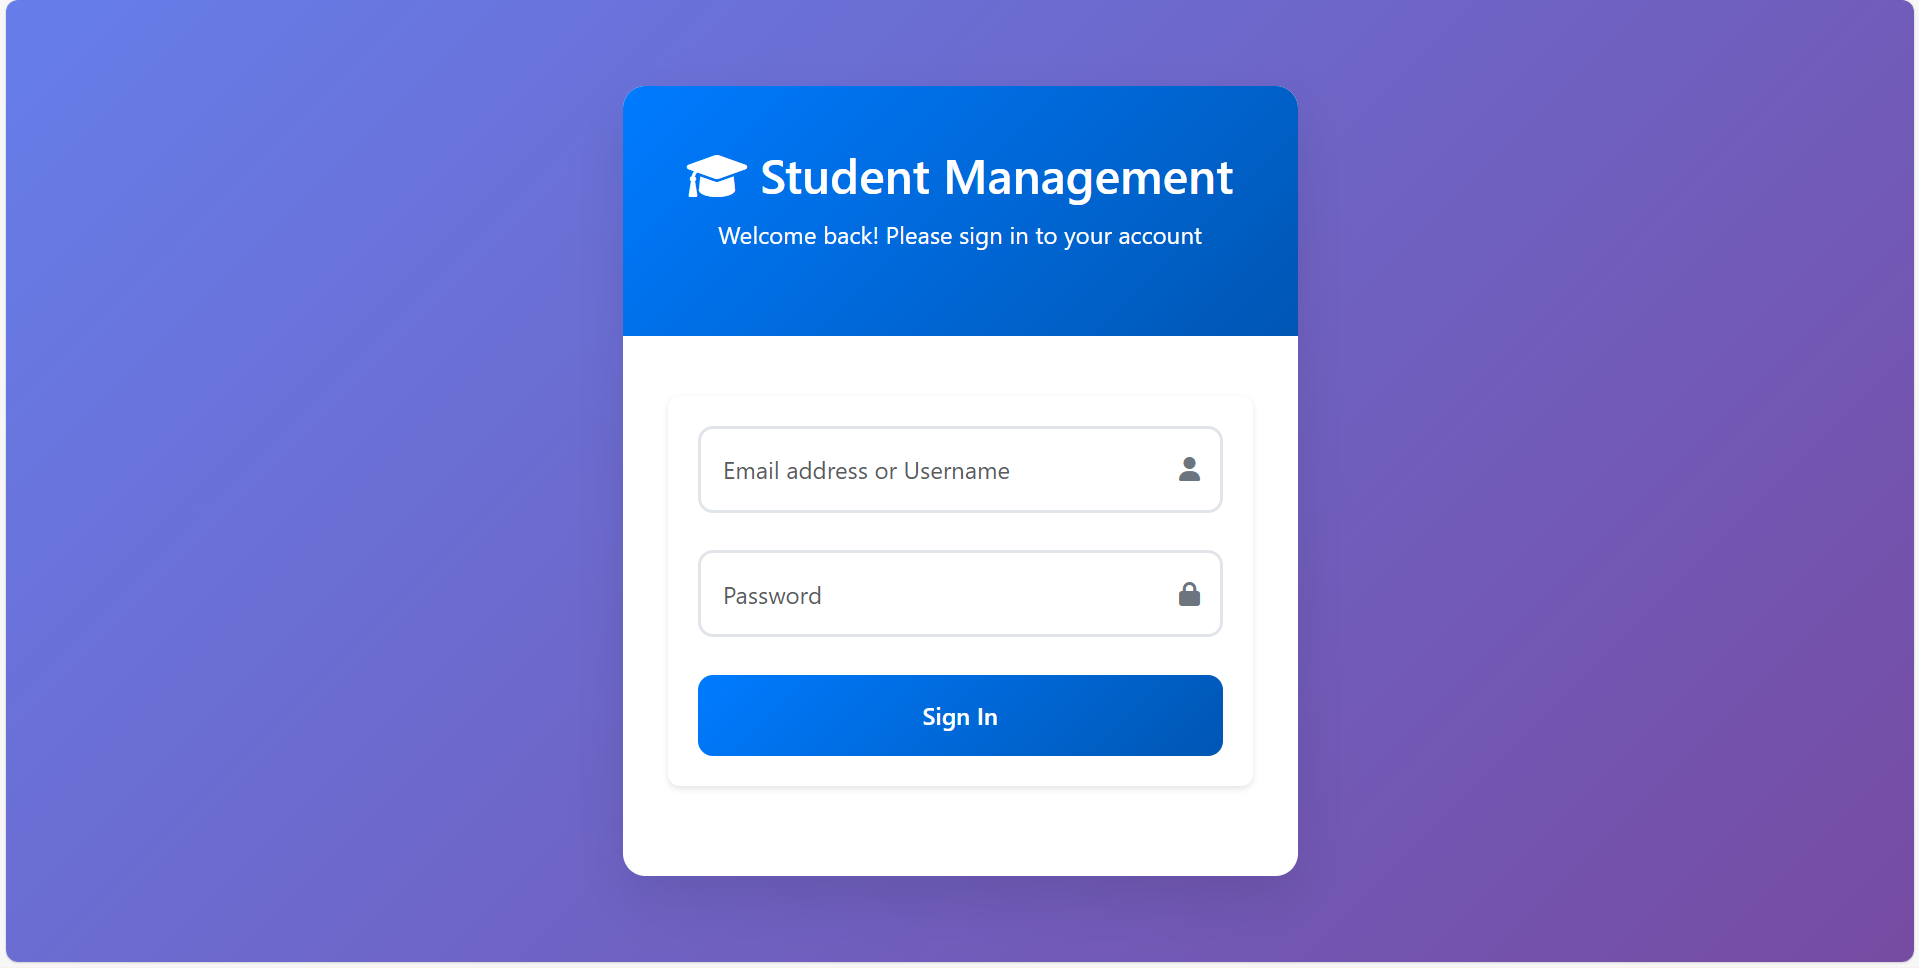 Student Management
Welcome back! Please sign in to your account
Email address or Username
Password
Sign In